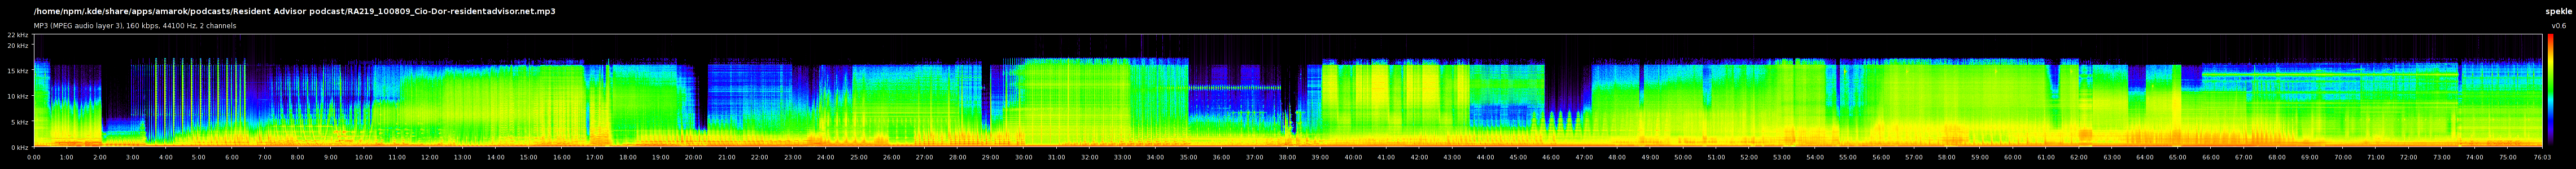 /home/npm/.kde/share/apps/amarok/podcasts/Resident Advisor podcast/RA219_100809_Cio-Dor-residentadvisor.net.mp3
spekle
MP3 (MPEG audio layer 3), 160 kbps, 44100 Hz, 2 channels
v0.6
22 kHz
20 kHz
15 kHz
10 kHz
5 kHz
0 kHz
0:00 1:00 2:00 3:00 4:00 5:00 6:00 7:00 8:00 9:00 10:00 11:00 12:00 13:00 14:00 15:00 16:00 17:00 18:00 19:00 20:00 21:00 22:00 23:00 24:00 25:00 26:00 27:00 28:00 29:00 30:00 31:00 32:00 33:00 34:00 35:00 36:00 37:00 38:00 39:00 40:00 41:00 42:00 43:00 44:00 45:00 46:00 47:00 48:00 49:00 50:00 51:00 52:00 53:00 54:00 55:00 56:00 57:00 58:00 59:00 60:00 61:00 62:00 63:00 64:00 65:00 66:00 67:00 68:00 69:00 70:00 71:00 72:00 73:00 74:00 75:00 76:03